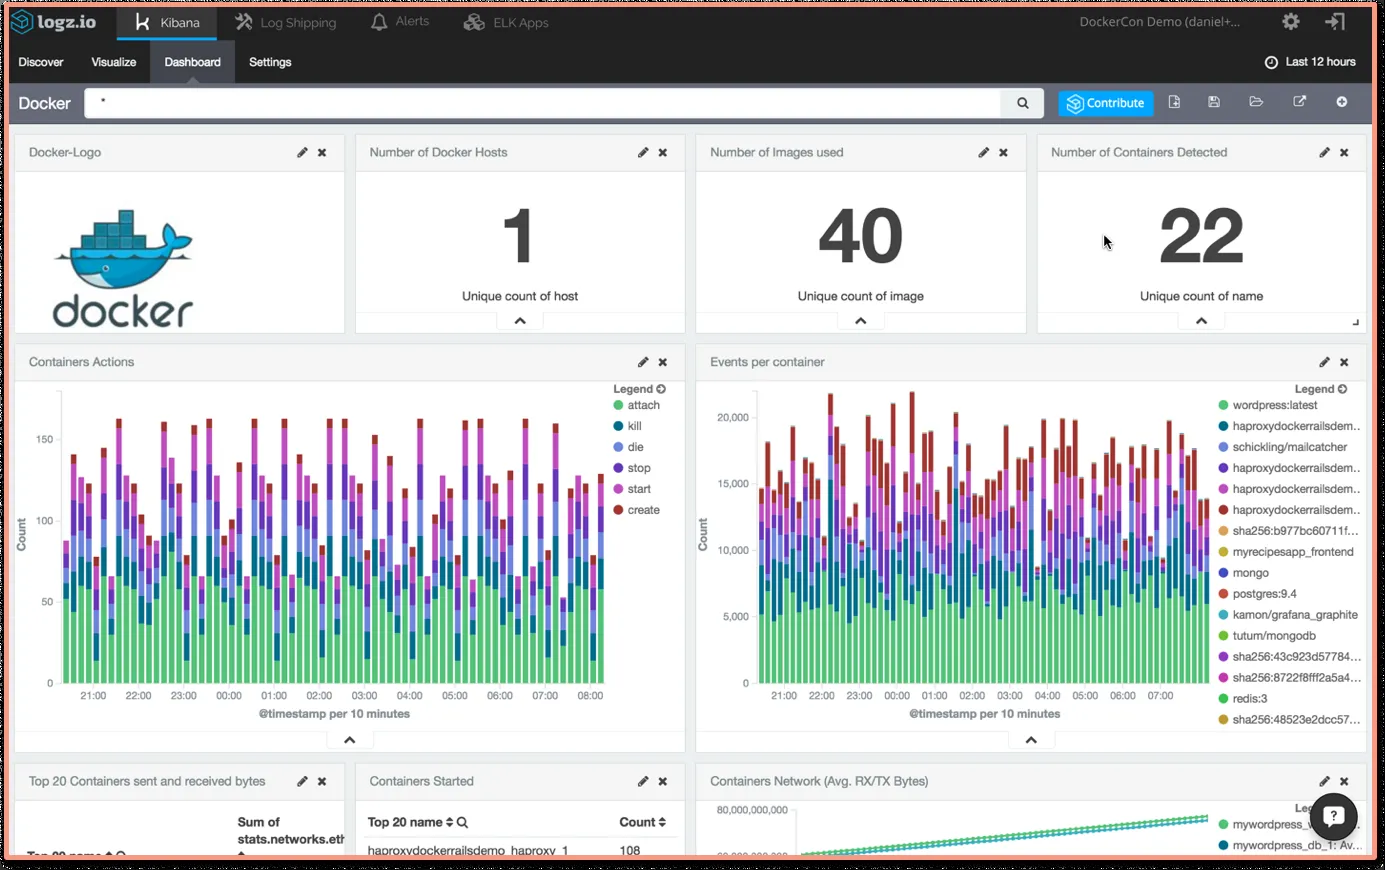 logz.io
Kibana
Log Shipping
Alerts
ELK Apps
DockerCon Demo (daniel+...
Discover
Visualize
Dashboard
Settings
Last 12 hours
Docker
*
Contribute
Docker-Logo
Number of Docker Hosts
Number of Images used
Number of Containers Detected
docker
1
Unique count of host
40
Unique count of image
22
Unique count of name
Containers Actions
Legend
attach
kill
die
stop
start
create
Count
150
100
50
0
21:00 22:00 23:00 00:00 01:00 02:00 03:00 04:00 05:00 06:00 07:00 08:00
@timestamp per 10 minutes
Events per container
Legend
wordpress:latest
haproxydockerrailsdem...
schickling/mailcatcher
haproxydockerrailsdem...
haproxydockerrailsdem...
haproxydockerrailsdem...
sha256:b977bc60711f...
myrecipesapp_frontend
mongo
postgres:9.4
kamon/grafana_graphite
tutum/mongodb
sha256:43c923d57784...
sha256:8722f8fff2a5a4...
redis:3
sha256:48523e2dcc57...
Count
20,000
15,000
10,000
5,000
0
21:00 22:00 23:00 00:00 01:00 02:00 03:00 04:00 05:00 06:00 07:00
@timestamp per 10 minutes
Top 20 Containers sent and received bytes
Sum of
stats.networks.eth
Top 20 name
Containers Started
Top 20 name
Count
haproxydockerrailsdemo_haproxy_1
108
Containers Network (Avg. RX/TX Bytes)
80,000,000,000
Leg
mywordpress_
mywordpress_db_1: Av...